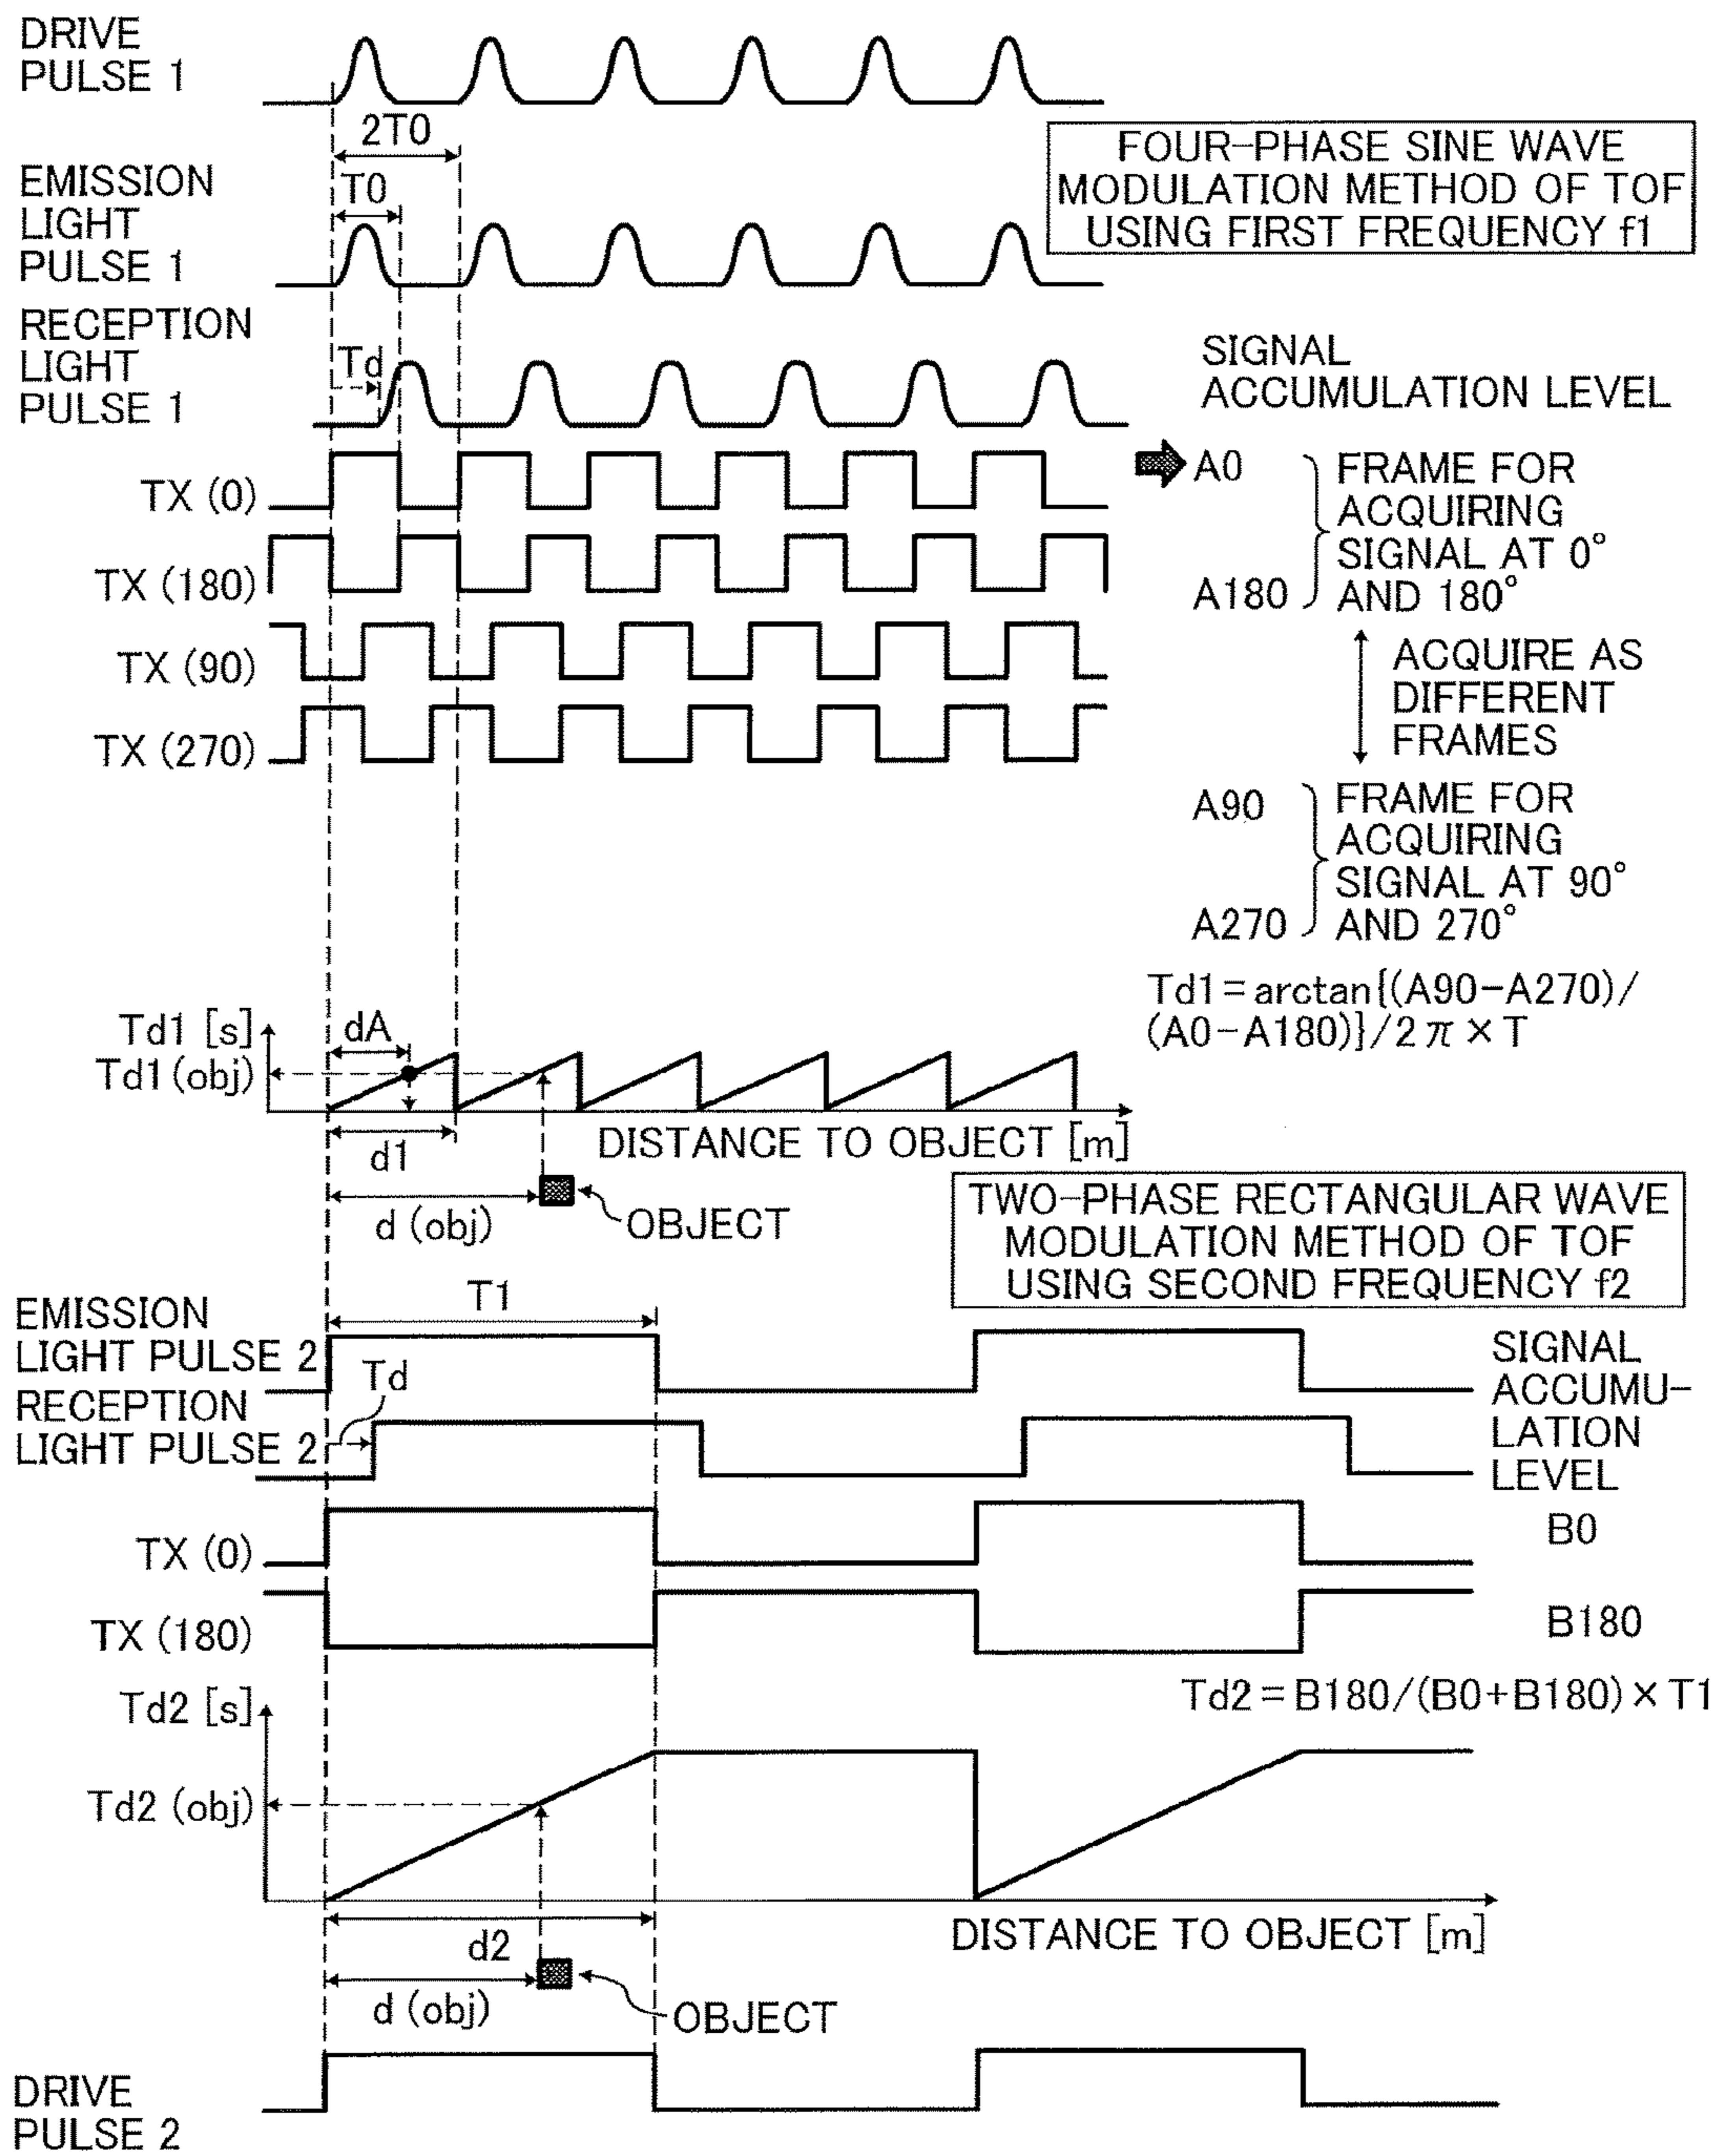 DRIVE
PULSE 1
2T0
FOUR-PHASE SINE WAVE
MODULATION METHOD OF TOF
USING FIRST FREQUENCY f1
EMISSION
LIGHT
PULSE 1
T0
RECEPTION
LIGHT
PULSE 1
Td
SIGNAL
ACCUMULATION LEVEL
TX (0)
A0
FRAME FOR
ACQUIRING
SIGNAL AT 0°
AND 180°
TX (180)
A180
TX (90)
ACQUIRE AS
DIFFERENT
FRAMES
TX (270)
A90
FRAME FOR
ACQUIRING
SIGNAL AT 90°
AND 270°
A270
Td1=arctan{(A90-A270)/
(A0-A180)}/2π×T
Td1 [s]
dA
Td1 (obj)
DISTANCE TO OBJECT [m]
d1
d (obj)
OBJECT
TWO-PHASE RECTANGULAR WAVE
MODULATION METHOD OF TOF
USING SECOND FREQUENCY f2
T1
EMISSION
LIGHT PULSE 2
Td
RECEPTION
LIGHT PULSE 2
SIGNAL
ACCUMU-
LATION
LEVEL
TX (0)
B0
TX (180)
B180
Td2=B180/(B0+B180)×T1
Td2 [s]
Td2 (obj)
d2
DISTANCE TO OBJECT [m]
d (obj)
OBJECT
DRIVE
PULSE 2